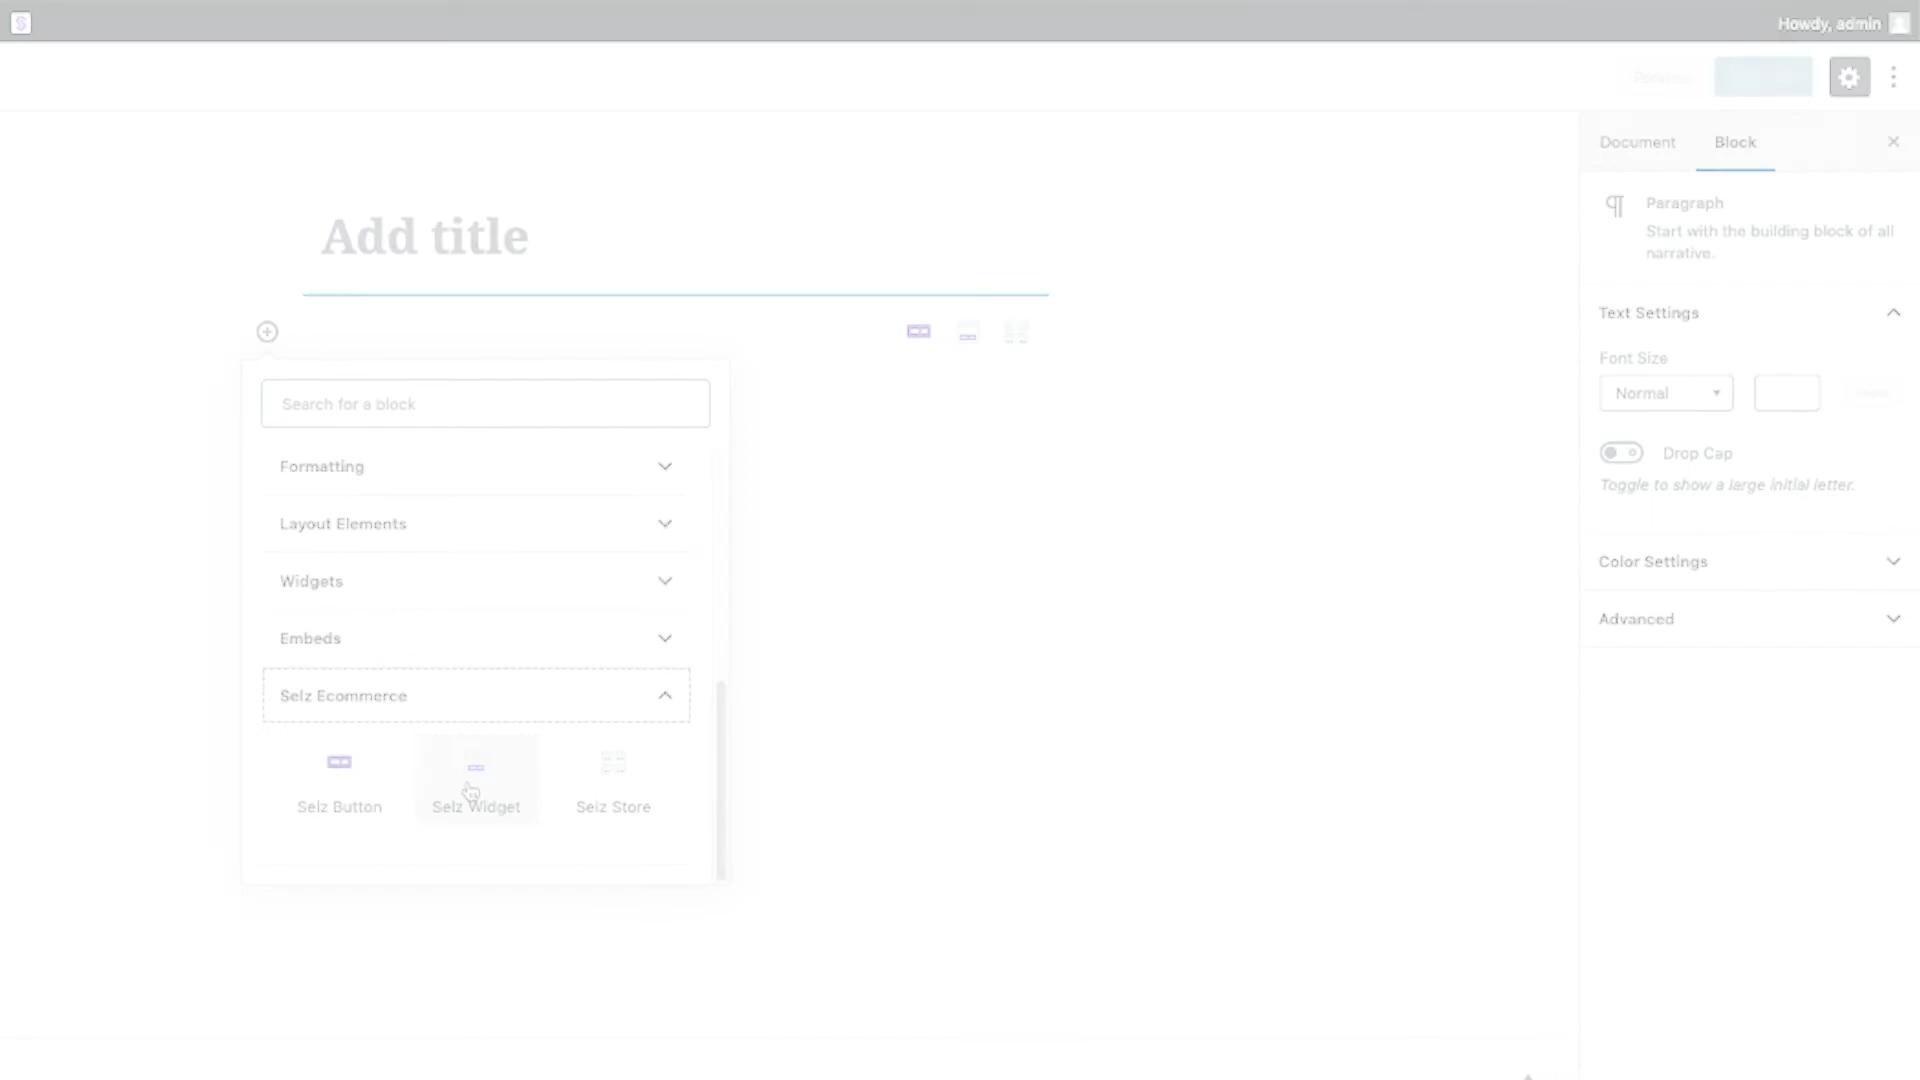 Howdy, admin
Document
Block
Add title
Paragraph
Start with the building block of all
narrative.
Text Settings
Font Size
Normal
Search for a block
Drop Cap
Toggle to show a large initial letter.
Formatting
Layout Elements
Widgets
Embeds
Selz Ecommerce
Selz Button
Selz Widget
Selz Store
Color Settings
Advanced